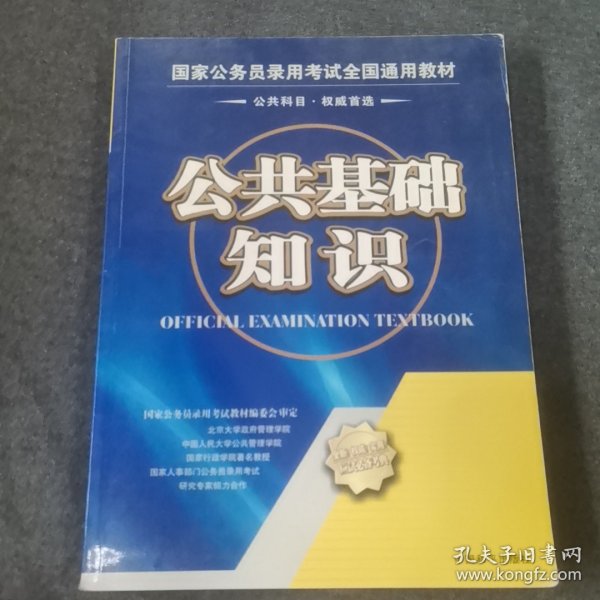 国家公务员录用考试全国通用教材
公共科目·权威首选
公共基础
知识
OFFICIAL EXAMINATION TEXTBOOK
国家公务员录用考试教材编委会审定
北京大学政府管理学院
中国人民大学公共管理学院
国家行政学院著名教授
国家人事部门公务员录用考试
研究专家倾力合作
孔夫子旧书网
www.kongfz.com